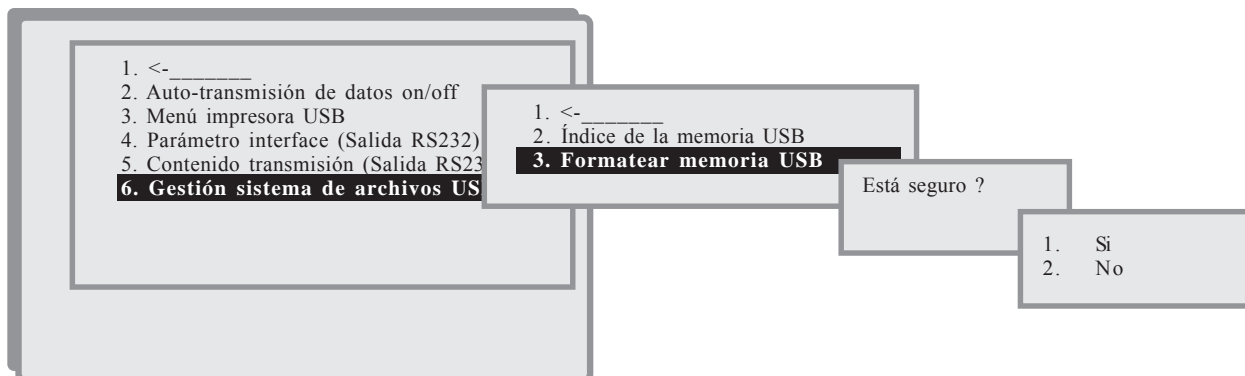 1. <-_______
2. Auto-transmisión de datos on/off
3. Menú impresora USB
4. Parámetro interface (Salida RS232)
5. Contenido transmisión (Salida RS23
6. Gestión sistema de archivos US
1. <-_______
2. Índice de la memoria USB
3. Formatear memoria USB
Está seguro ?
1. Si
2. No